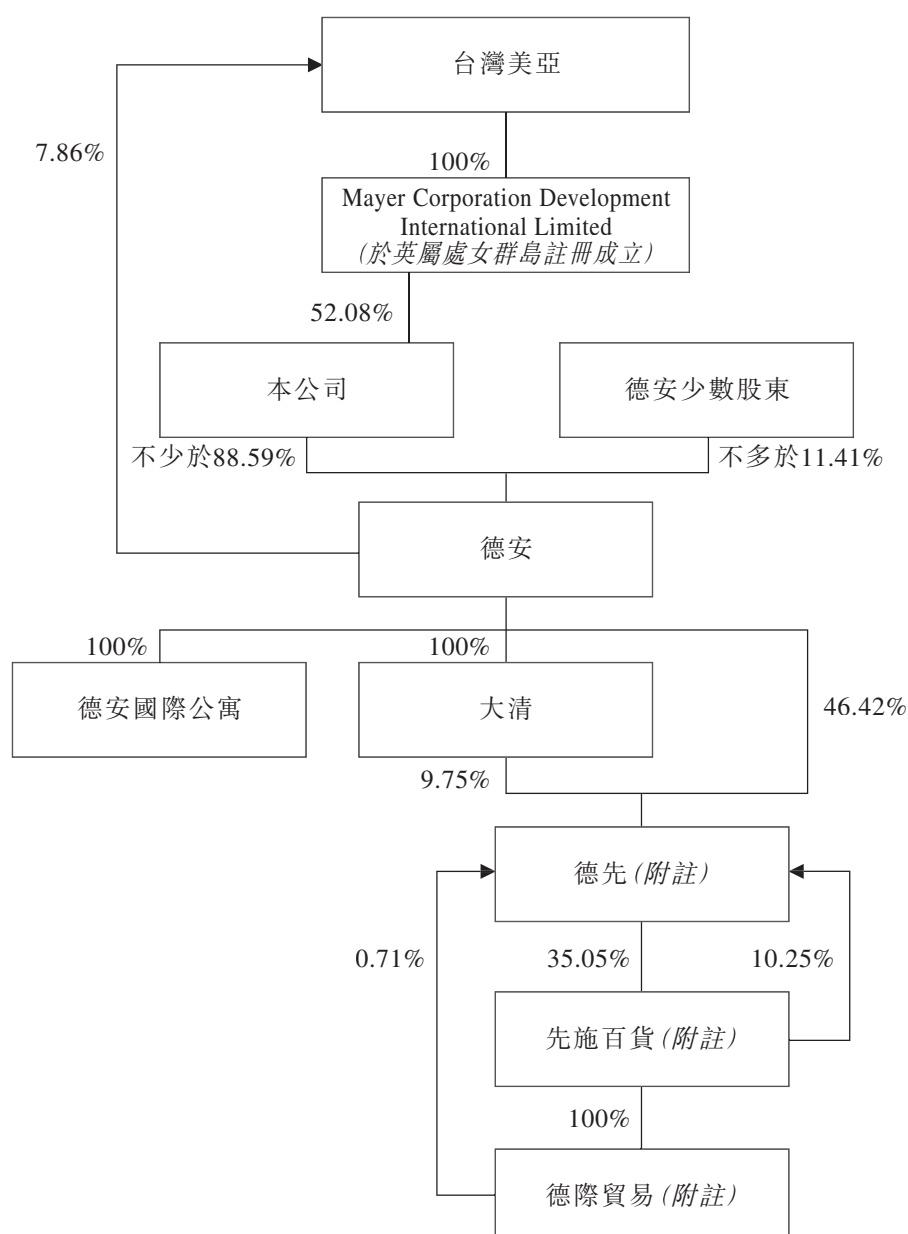 台灣美亞
7.86%
100%
Mayer Corporation Development
International Limited
(於英屬處女群島註冊成立)
52.08%
本公司
德安少數股東
不少於88.59%
不多於11.41%
德安
100%
100%
德安國際公寓
大清
46.42%
9.75%
德先(附註)
0.71%
35.05%
10.25%
先施百貨(附註)
100%
德際貿易(附註)